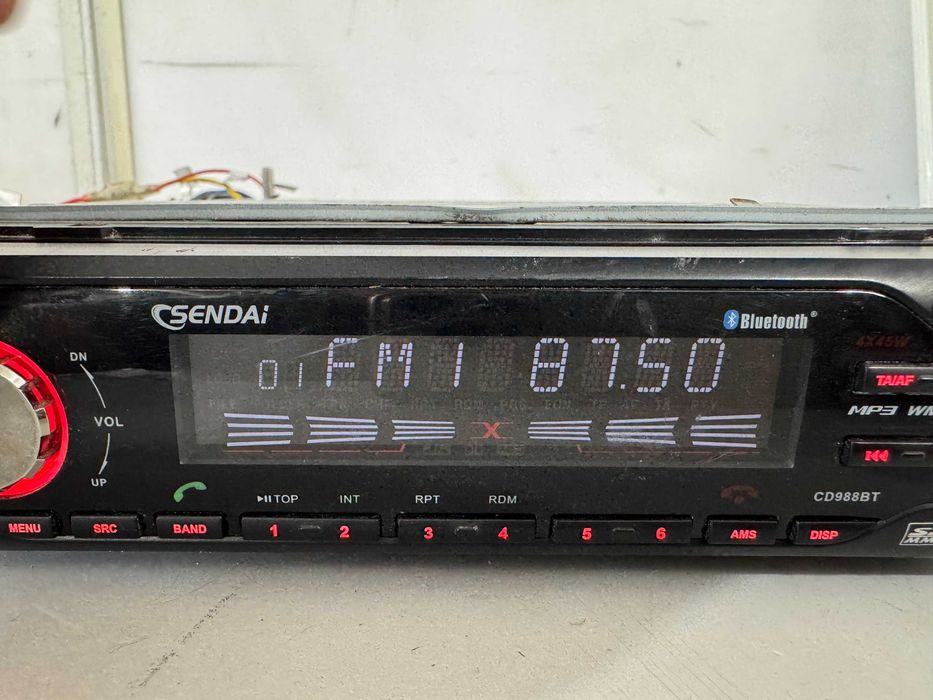 SENDAi
Bluetooth®
4X45W
01 FM1 87.50
DN
VOL
UP
TA/AF
MP3 WM
TOP INT RPT RDM
CD988BT
MENU SRC BAND 1 2 3 4 5 6 AMS DISP